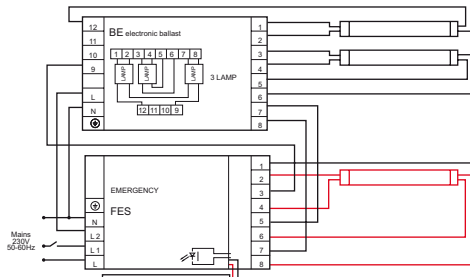 BE electronic ballast
12
11
10
9
L
N
1
2
3
4
5
6
7
8
1 2 3 4 5 6 7 8
LAMP
LAMP
LAMP
3 LAMP
12 11 10 9
EMERGENCY
FES
N
L 2
L 1
L
1
2
3
4
5
6
7
8
Mains
230V
50-60Hz